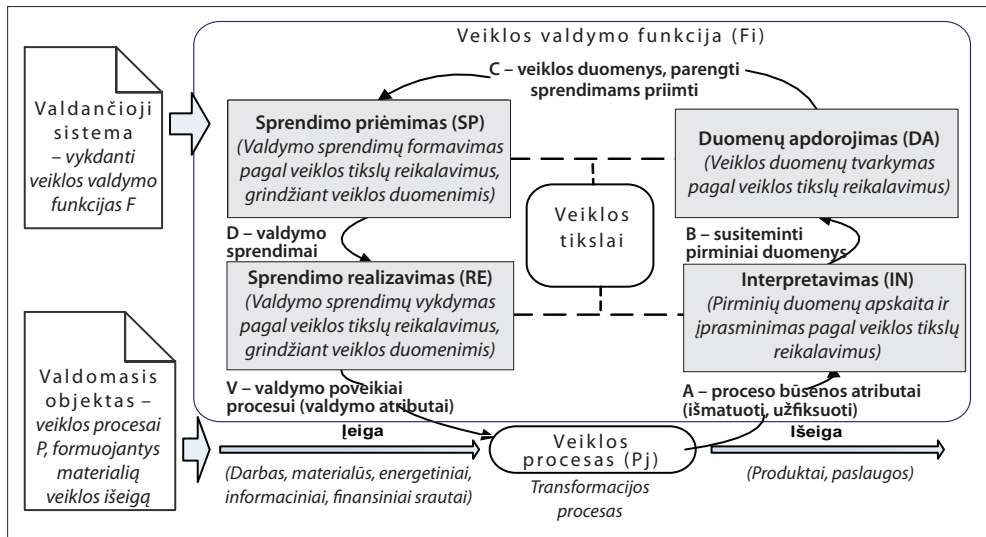 Veiklos valdymo funkcija (Fi)
Valdančioji
sistema
– vykdanti
veiklos valdymo
funkcijas F
C – veiklos duomenys, parengti
sprendimams priimti
Sprendimo priėmimas (SP)
(Valdymo sprendimų formavimas
pagal veiklos tikslų reikalavimus,
grindžiant veiklos duomenimis)
Duomenų apdorojimas (DA)
(Veiklos duomenų tvarkymas
pagal veiklos tikslų reikalavimus)
Veiklos
tikslai
D – valdymo
sprendimai
B – susiteminti
pirminiai duomenys
Sprendimo realizavimas (RE)
(Valdymo sprendimų vykdymas
pagal veiklos tikslų reikalavimus,
grindžiant veiklos duomenimis)
Interpretavimas (IN)
(Pirminių duomenų apskaita ir
įprasminimas pagal veiklos tikslų
reikalavimus)
Valdomasis
objektas –
veiklos procesai
P, formuojantys
materialią
veiklos išeigą
V – valdymo poveikiai
procesui (valdymo atributai)
A – proceso būsenos atributai
(išmatuoti, užfiksuoti)
Įeiga
Veiklos
procesas (Pj)
Išeiga
(Darbas, materialūs, energetiniai,
informaciniai, finansiniai srautai)
Transformacijos
procesas
(Produktai, paslaugos)